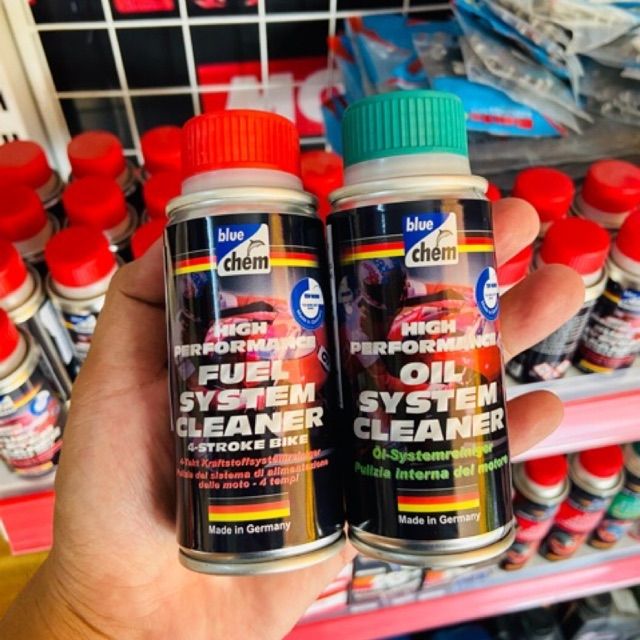 blue
chem
HIGH
PERFORMANCE
FUEL
SYSTEM
CLEANER
4-STROKE BIKE
4-Takt Kraftstoffsystemreiniger
Pulizia del sistema di alimentazione
delle moto - 4 tempi
Made in Germany
blue
chem
HIGH
PERFORMANCE
OIL
SYSTEM
CLEANER
Öl-Systemreiniger
Pulizia interna del motore
Made in Germany